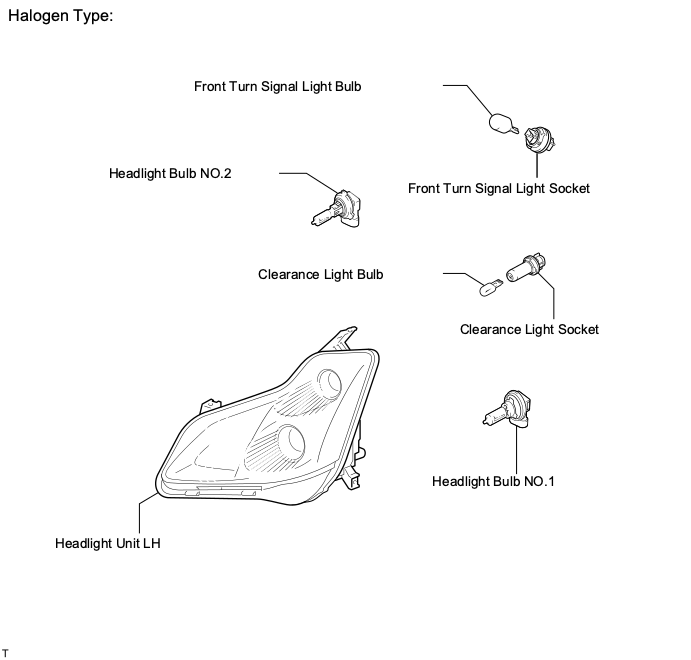 Halogen Type:
Front Turn Signal Light Bulb
Headlight Bulb NO.2
Front Turn Signal Light Socket
Clearance Light Bulb
Clearance Light Socket
Headlight Bulb NO.1
Headlight Unit LH
T